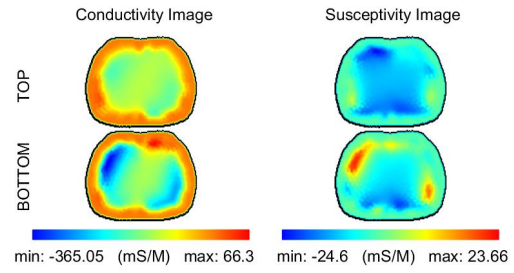 Conductivity Image
Susceptivity Image
TOP
BOTTOM
min: -365.05 (mS/M) max: 66.3
min: -24.6 (mS/M) max: 23.66